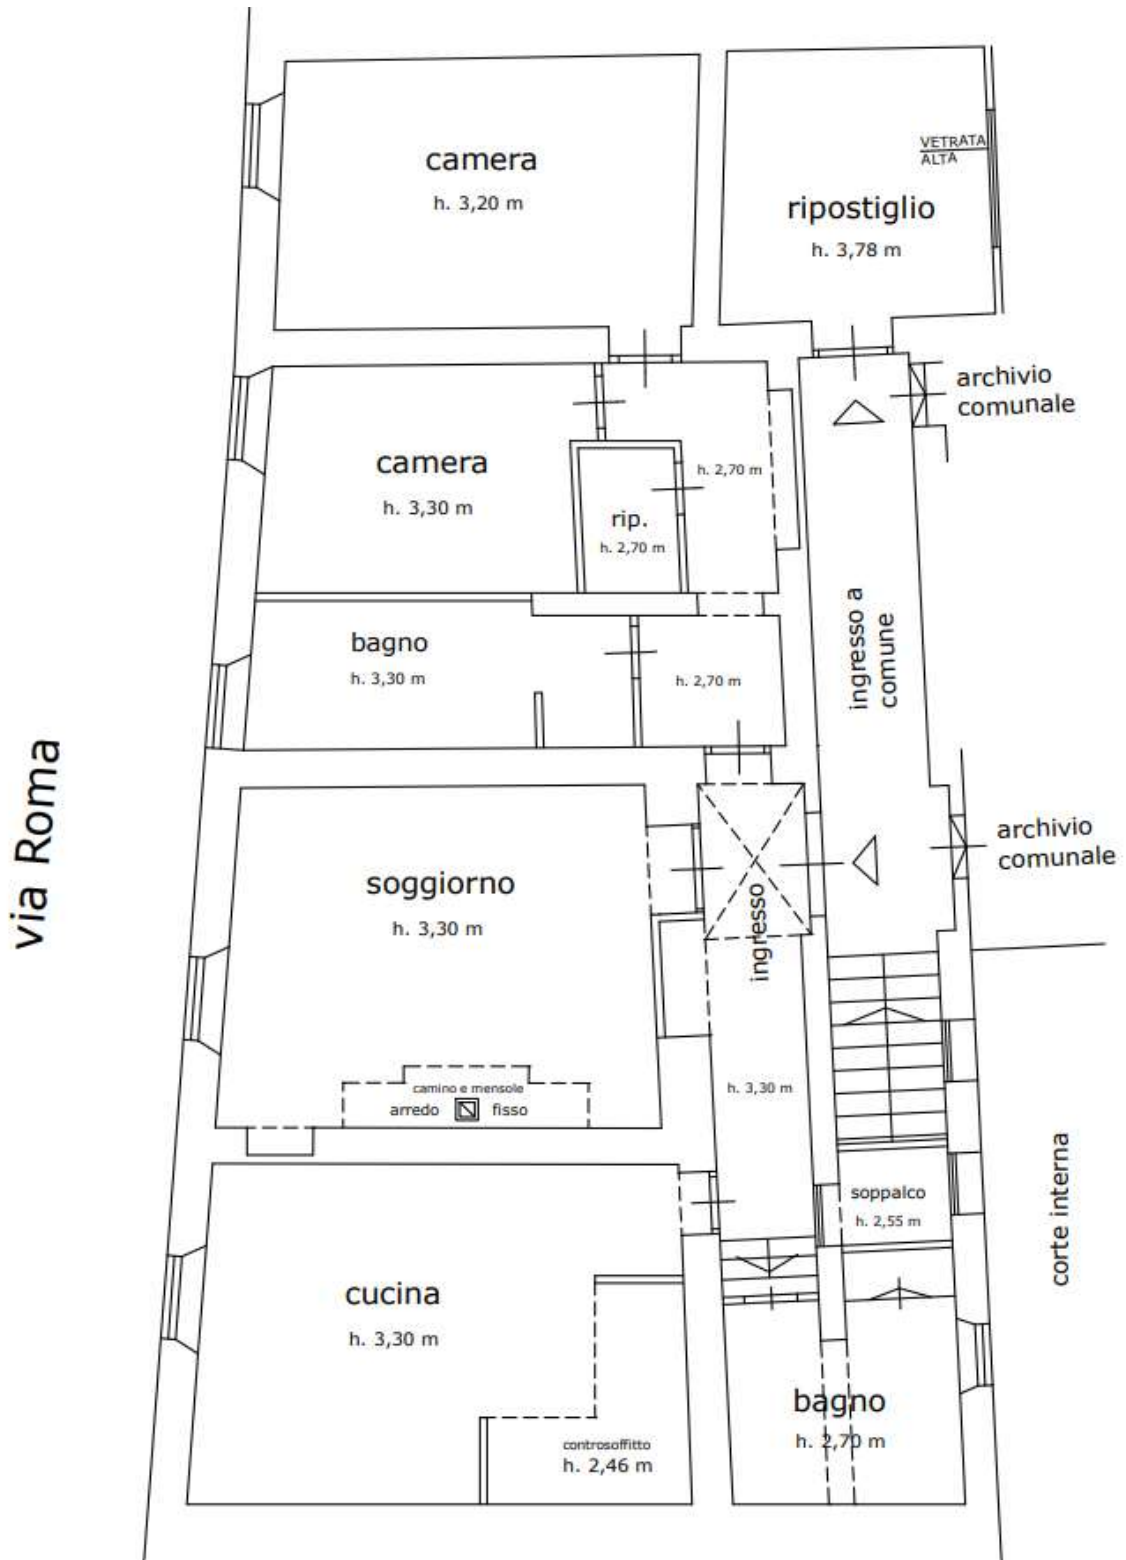 camera
h. 3,20 m
VETRATA
ALTA
ripostiglio
h. 3,78 m
archivio
comunale
camera
h. 3,30 m
h. 2,70 m
rip.
h. 2,70 m
ingresso a
comune
bagno
h. 3,30 m
h. 2,70 m
via Roma
soggiorno
h. 3,30 m
ingresso
archivio
comunale
camino e mensole
arredo fisso
h. 3,30 m
soppalco
h. 2,55 m
corte interna
cucina
h. 3,30 m
bagno
h. 2,70 m
controsoffitto
h. 2,46 m